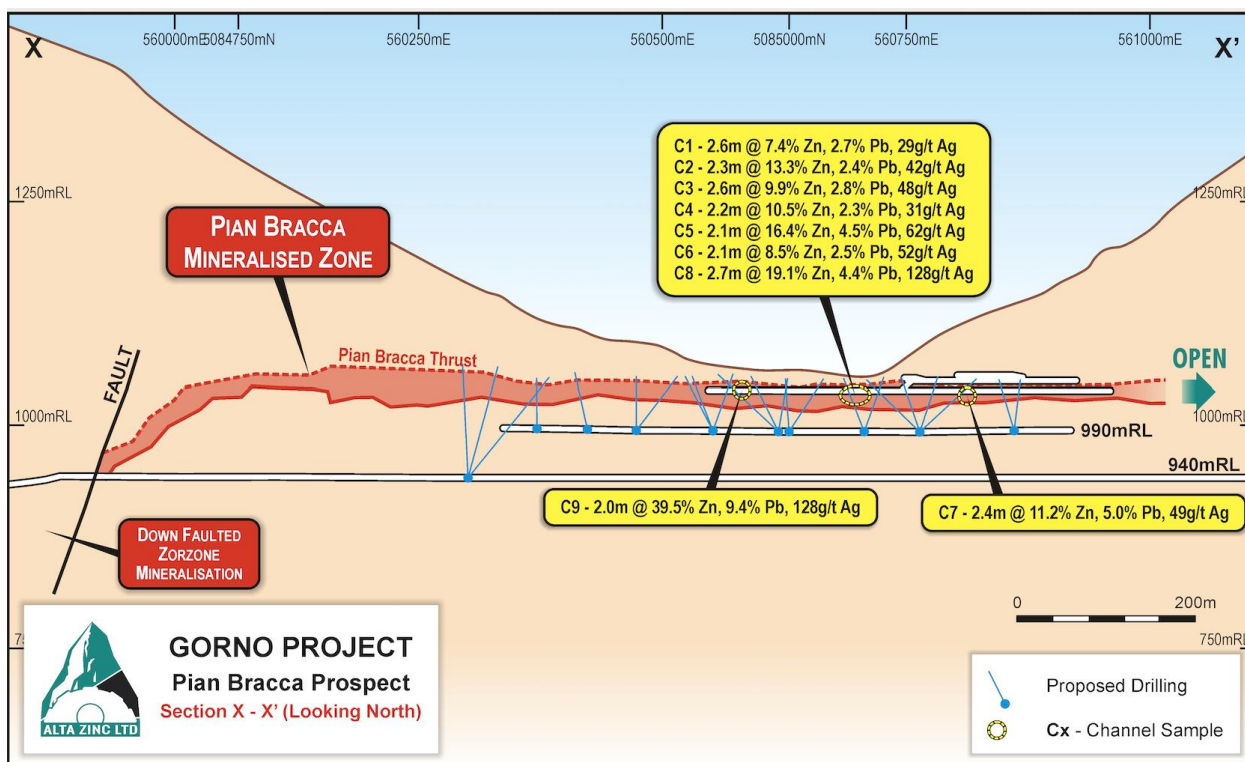 X
560000mE
5084750mN
560250mE
560500mE
5085000mN
560750mE
561000mE
X'
1250mRL
1250mRL
C1 - 2.6m @ 7.4% Zn, 2.7% Pb, 29g/t Ag
C2 - 2.3m @ 13.3% Zn, 2.4% Pb, 42g/t Ag
C3 - 2.6m @ 9.9% Zn, 2.8% Pb, 48g/t Ag
C4 - 2.2m @ 10.5% Zn, 2.3% Pb, 31g/t Ag
C5 - 2.1m @ 16.4% Zn, 4.5% Pb, 62g/t Ag
C6 - 2.1m @ 8.5% Zn, 2.5% Pb, 52g/t Ag
C8 - 2.7m @ 19.1% Zn, 4.4% Pb, 128g/t Ag
PIAN BRACCA
MINERALISED ZONE
Pian Bracca Thrust
FAULT
OPEN
1000mRL
1000mRL
990mRL
940mRL
C9 - 2.0m @ 39.5% Zn, 9.4% Pb, 128g/t Ag
C7 - 2.4m @ 11.2% Zn, 5.0% Pb, 49g/t Ag
DOWN FAULTED
ZORZONE
MINERALISATION
0
200m
750mRL
GORNO PROJECT
Pian Bracca Prospect
Section X - X' (Looking North)
ALTA ZINC LTD
Proposed Drilling
Cx - Channel Sample